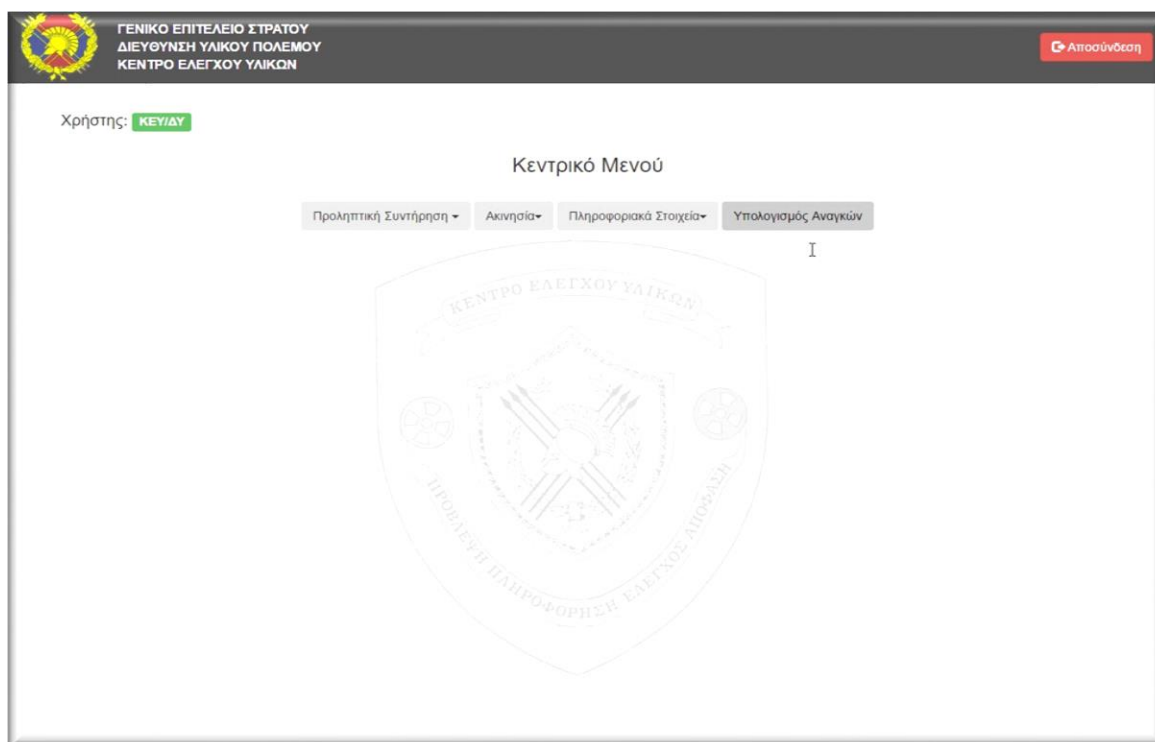 ΓΕΝΙΚΟ ΕΠΙΤΕΛΕΙΟ ΣΤΡΑΤΟΥ
ΔΙΕΥΘΥΝΣΗ ΥΛΙΚΟΥ ΠΟΛΕΜΟΥ
ΚΕΝΤΡΟ ΕΛΕΓΧΟΥ ΥΛΙΚΩΝ
Αποσύνδεση
Χρήστης: ΚΕΥ/ΔΥ
Κεντρικό Μενού
Προληπτική Συντήρηση Ακινησία Πληροφοριακά Στοιχεία Υπολογισμός Αναγκών
ΚΕΝΤΡΟ ΕΛΕΓΧΟΥ ΥΛΙΚΩΝ
ΠΡΟΒΛΕΨΗ ΠΛΗΡΟΦΟΡΗΣΗ ΕΛΕΓΧΟΣ ΑΠΟΦΑΣΗ